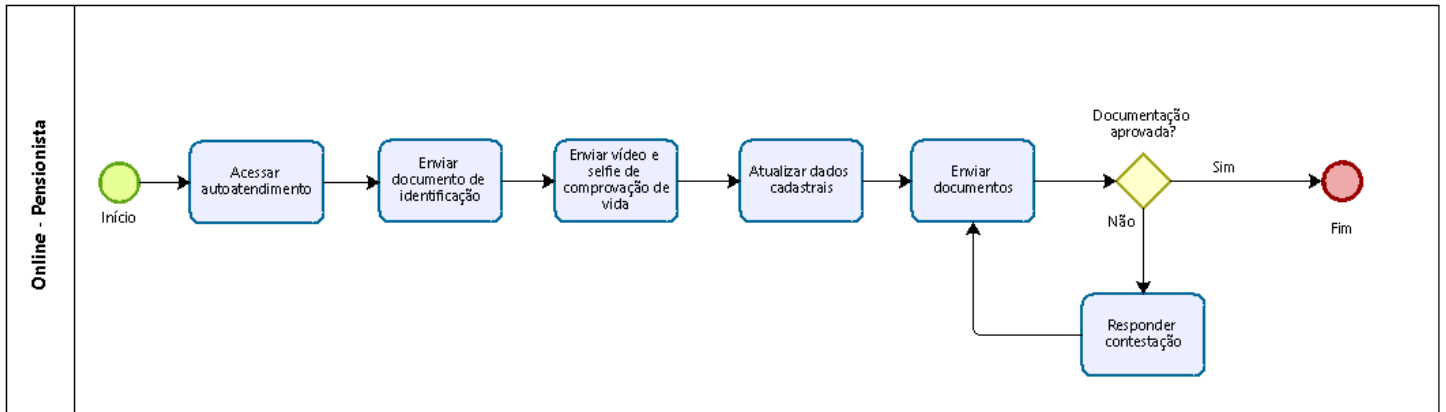 Online - Pensionista
Início
Acessar
autoatendimento
Enviar
documento de
identificação
Enviar vídeo e
selfie de
comprovação de
vida
Atualizar dados
cadastrais
Enviar
documentos
Documentação
aprovada?
Sim
Não
Fim
Responder
contestação